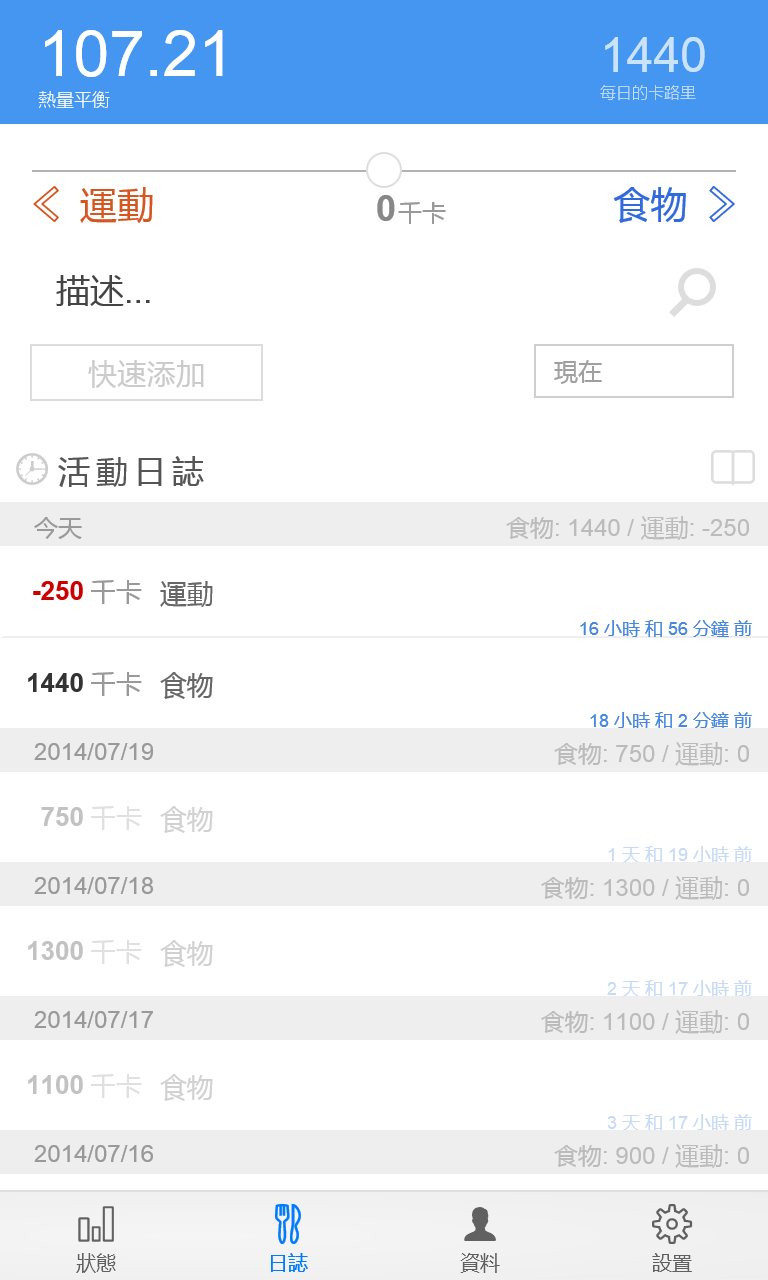 107.21
1440
熱量平衡
每日的卡路里
運動
0千卡
食物
描述...
快速添加
現在
活動日誌
今天
食物: 1440 / 運動: -250
-250 千卡 運動
16 小時 和 56 分鐘 前
1440 千卡 食物
18 小時 和 2 分鐘 前
2014/07/19
食物: 750 / 運動: 0
750 千卡 食物
1 天 和 19 小時 前
2014/07/18
食物: 1300 / 運動: 0
1300 千卡 食物
2 天 和 17 小時 前
2014/07/17
食物: 1100 / 運動: 0
1100 千卡 食物
3 天 和 17 小時 前
2014/07/16
食物: 900 / 運動: 0
狀態
日誌
資料
設置